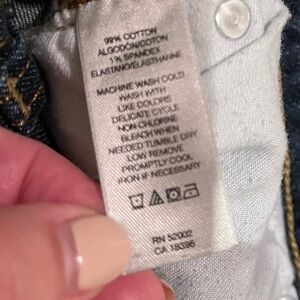 99% COTTON
ALGODÓN/COTON
1% SPANDEX
ELASTANO/ELASTHANNE
MACHINE WASH COLD
WASH WITH
LIKE COLORS
DELICATE CYCLE
NON-CHLORINE
BLEACH WHEN
NEEDED TUMBLE DRY
LOW REMOVE
PROMPTLY COOL
IRON IF NECESSARY
RN 52002
CA 18396